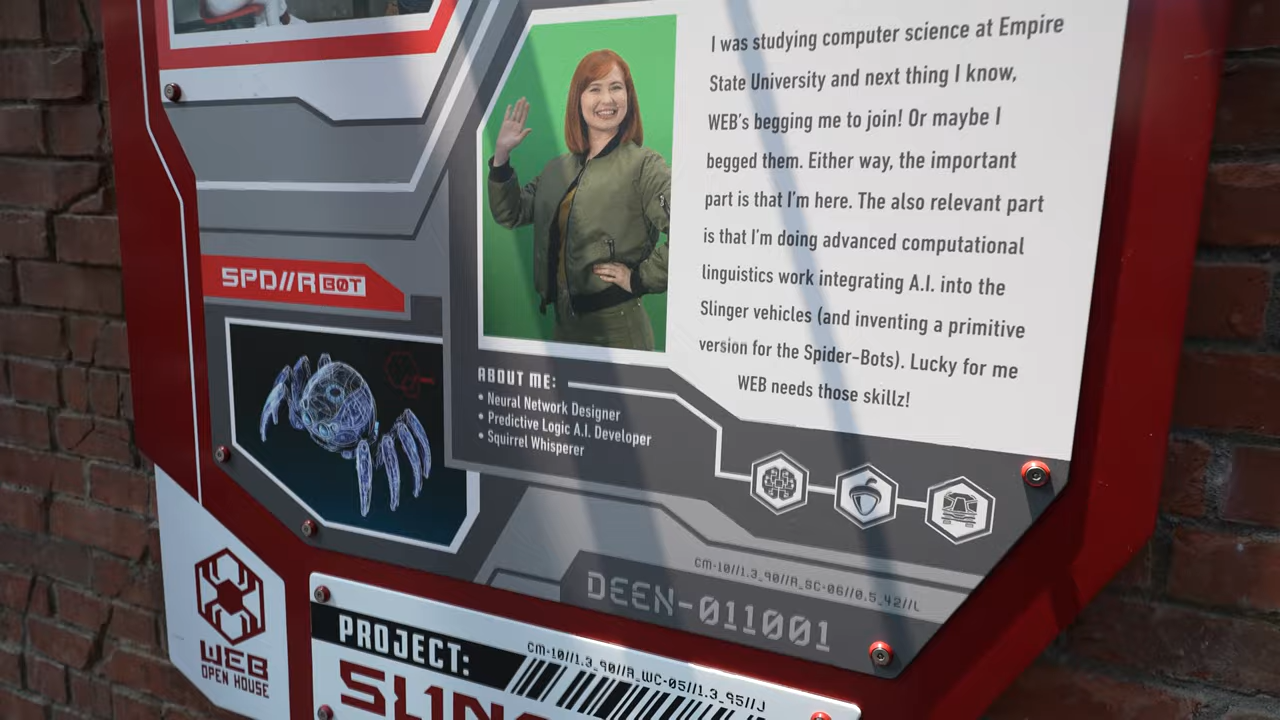 I was studying computer science at Empire
State University and next thing I know,
WEB's begging me to join! Or maybe I
begged them. Either way, the important
part is that I'm here. The also relevant part
is that I'm doing advanced computational
linguistics work integrating A.I. into the
Slinger vehicles (and inventing a primitive
version for the Spider-Bots). Lucky for me
WEB needs those skillz!
SPD//R BOT
ABOUT ME:
• Neural Network Designer
• Predictive Logic A.I. Developer
• Squirrel Whisperer
CM-10//1.3_90//R_SC-06//0.5_42//L
DEEN-011001
WEB
OPEN HOUSE
PROJECT:
CM-10//1.3_90//R_WC-05//1.3_95//J
SLING